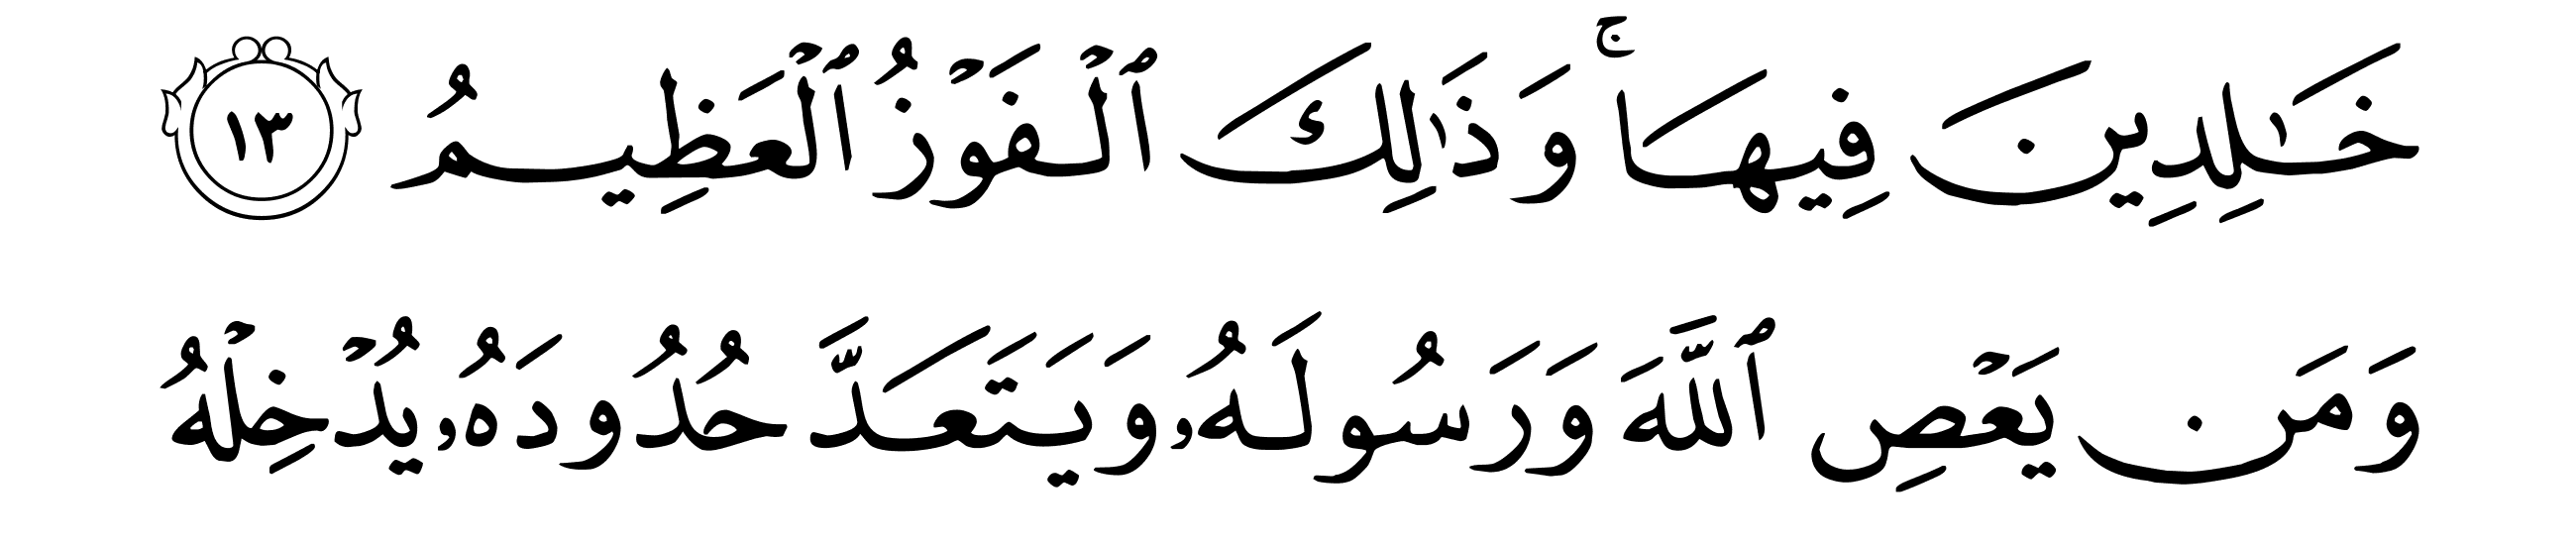 خَـٰلِدِينَ فِيهَاۚ وَذَٰلِكَ ٱلْفَوْزُ ٱلْعَظِيمُ ١٣
وَمَن يَعْصِ ٱللَّهَ وَرَسُولَهُۥ وَيَتَعَدَّ حُدُودَهُۥ يُدْخِلْهُ